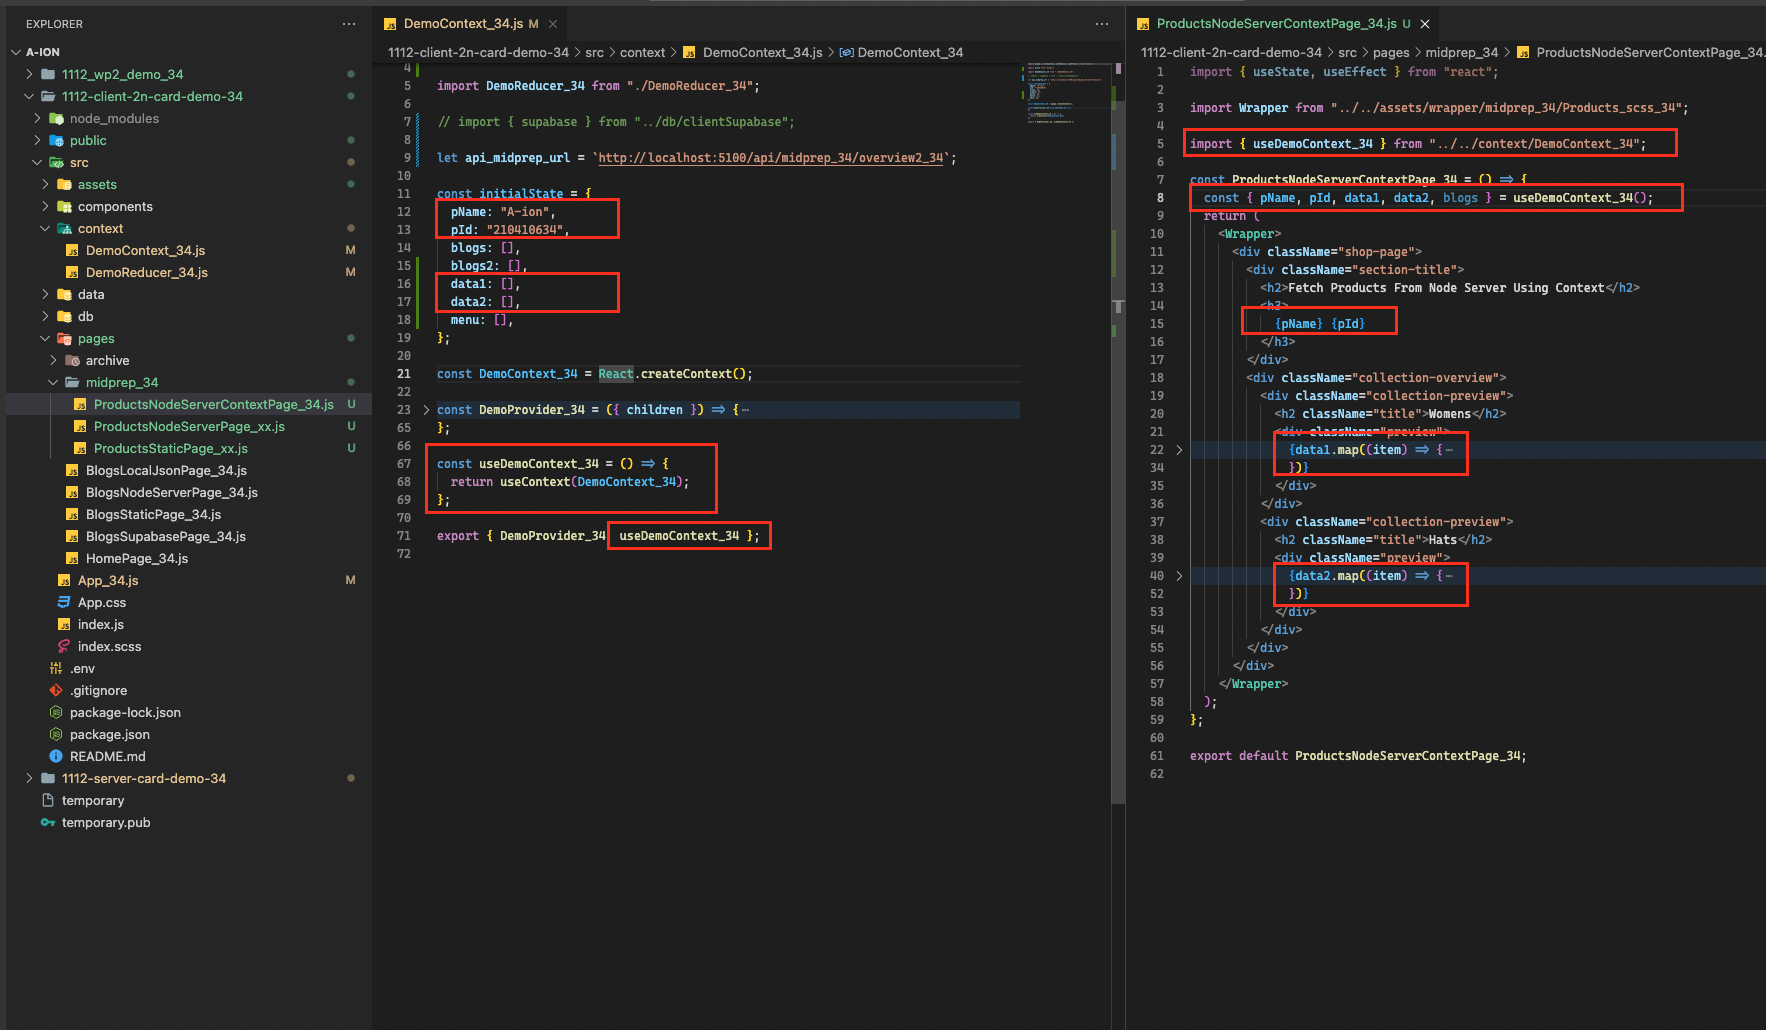 EXPLORER
A-ION
1112_wp2_demo_34
1112-client-2n-card-demo-34
node_modules
public
src
assets
components
context
DemoContext_34.js M
DemoReducer_34.js M
data
db
pages
archive
midprep_34
ProductsNodeServerContextPage_34.js U
ProductsNodeServerPage_xx.js U
ProductsStaticPage_xx.js U
BlogsLocalJsonPage_34.js
BlogsNodeServerPage_34.js
BlogsStaticPage_34.js
BlogsSupabasePage_34.js
HomePage_34.js
App_34.js M
App.css
index.js
index.scss
.env
.gitignore
package-lock.json
package.json
README.md
1112-server-card-demo-34
temporary
temporary.pub
DemoContext_34.js M
1112-client-2n-card-demo-34 > src > context > DemoContext_34.js > DemoContext_34
4
5 import DemoReducer_34 from "./DemoReducer_34";
6
7 // import { supabase } from "../db/clientSupabase";
8
9 let api_midprep_url = `http://localhost:5100/api/midprep_34/overview2_34`;
10
11 const initialState = {
12 pName: "A-ion",
13 pId: "210410634",
14 blogs: [],
15 blogs2: [],
16 data1: [],
17 data2: [],
18 menu: [],
19 };
20
21 const DemoContext_34 = React.createContext();
22
23 const DemoProvider_34 = ({ children }) => {
65 };
66
67 const useDemoContext_34 = () => {
68 return useContext(DemoContext_34);
69 };
70
71 export { DemoProvider_34 useDemoContext_34 };
72
ProductsNodeServerContextPage_34.js U
1112-client-2n-card-demo-34 > src > pages > midprep_34 > ProductsNodeServerContextPage_34.
1 import { useState, useEffect } from "react";
2
3 import Wrapper from "../../assets/wrapper/midprep_34/Products_scss_34";
4
5 import { useDemoContext_34 } from "../../context/DemoContext_34";
6
7 const ProductsNodeServerContextPage_34 = () => {
8 const { pName, pId, data1, data2, blogs } = useDemoContext_34();
9 return (
10 <Wrapper>
11 <div className="shop-page">
12 <div className="section-title">
13 <h2>Fetch Products From Node Server Using Context</h2>
14 <h3>
15 {pName} {pId}
16 </h3>
17 </div>
18 <div className="collection-overview">
19 <div className="collection-preview">
20 <h2 className="title">Womens</h2>
21 <div className="preview">
22 {data1.map((item) => {
34 })}
35 </div>
36 </div>
37 <div className="collection-preview">
38 <h2 className="title">Hats</h2>
39 <div className="preview">
40 {data2.map((item) => {
52 })}
53 </div>
54 </div>
55 </div>
56 </div>
57 </Wrapper>
58 );
59 };
60
61 export default ProductsNodeServerContextPage_34;
62